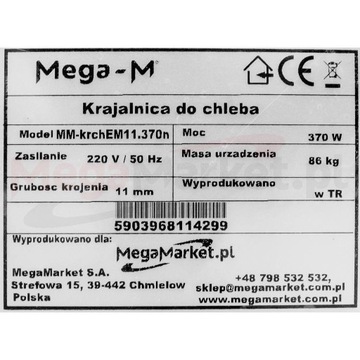 Mega-M®
CE
Krajalnica do chleba
Model MM-krchEM11.370n Moc 370 W
Zasilanie 220 V / 50 Hz Masa urzadzenia 86 kg
Grubosc krojenia 11 mm Wyprodukowano w TR
5903968114299
Wyprodukowano dla: MegaMarket.pl
MegaMarket S.A.
Strefowa 15, 39-442 Chmielow
Polska
+48 798 532 532,
sklep@megamarket.com.pl
www.megamarket.com.pl